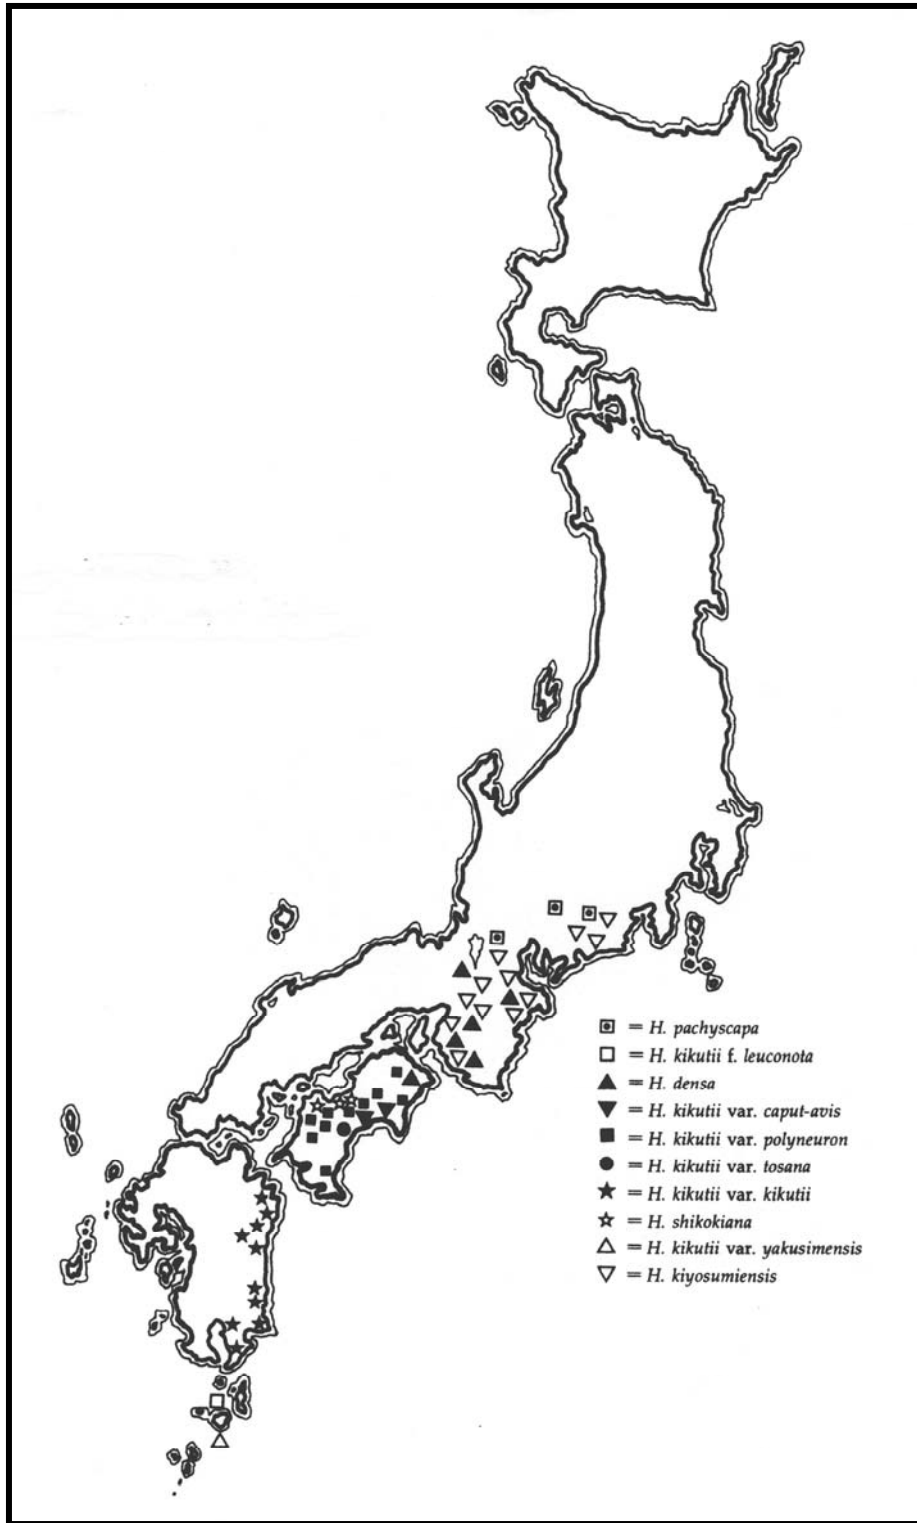 = H. pachyscapa
= H. kikutii f. leuconota
= H. densa
= H. kikutii var. caput-avis
= H. kikutii var. polyneuron
= H. kikutii var. tosana
= H. kikutii var. kikutii
= H. shikokiana
= H. kikutii var. yakusimensis
= H. kiyosumiensis